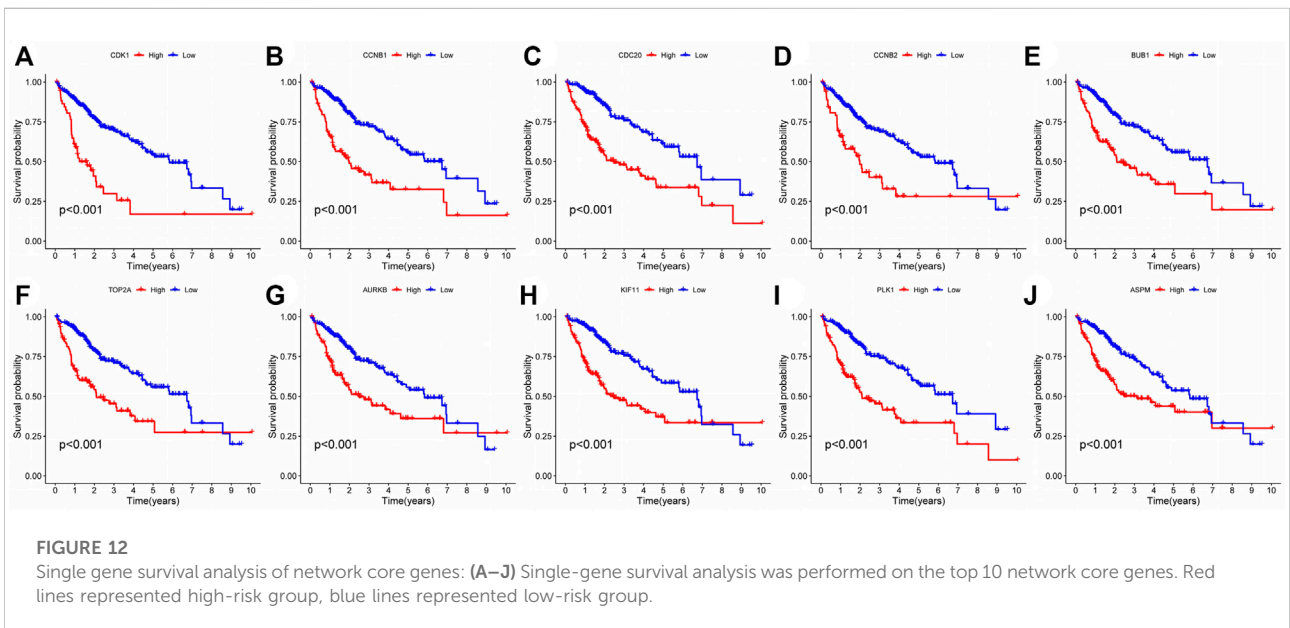 A
CDK1 High Low
Survival probability
1.00
0.75
0.50
0.25
0.00
p<0.001
0 1 2 3 4 5 6 7 8 9 10
Time(years)
B
CCNB1 High Low
Survival probability
1.00
0.75
0.50
0.25
0.00
p<0.001
0 1 2 3 4 5 6 7 8 9 10
Time(years)
C
CDC20 High Low
Survival probability
1.00
0.75
0.50
0.25
0.00
p<0.001
0 1 2 3 4 5 6 7 8 9 10
Time(years)
D
CCNB2 High Low
Survival probability
1.00
0.75
0.50
0.25
0.00
p<0.001
0 1 2 3 4 5 6 7 8 9 10
Time(years)
E
BUB1 High Low
Survival probability
1.00
0.75
0.50
0.25
0.00
p<0.001
0 1 2 3 4 5 6 7 8 9 10
Time(years)
F
TOP2A High Low
Survival probability
1.00
0.75
0.50
0.25
0.00
p<0.001
0 1 2 3 4 5 6 7 8 9 10
Time(years)
G
AURKB High Low
Survival probability
1.00
0.75
0.50
0.25
0.00
p<0.001
0 1 2 3 4 5 6 7 8 9 10
Time(years)
H
KIF11 High Low
Survival probability
1.00
0.75
0.50
0.25
0.00
p<0.001
0 1 2 3 4 5 6 7 8 9 10
Time(years)
I
PLK1 High Low
Survival probability
1.00
0.75
0.50
0.25
0.00
p<0.001
0 1 2 3 4 5 6 7 8 9 10
Time(years)
J
ASPM High Low
Survival probability
1.00
0.75
0.50
0.25
0.00
p<0.001
0 1 2 3 4 5 6 7 8 9 10
Time(years)
FIGURE 12
Single gene survival analysis of network core genes: (A–J) Single-gene survival analysis was performed on the top 10 network core genes. Red
lines represented high-risk group, blue lines represented low-risk group.